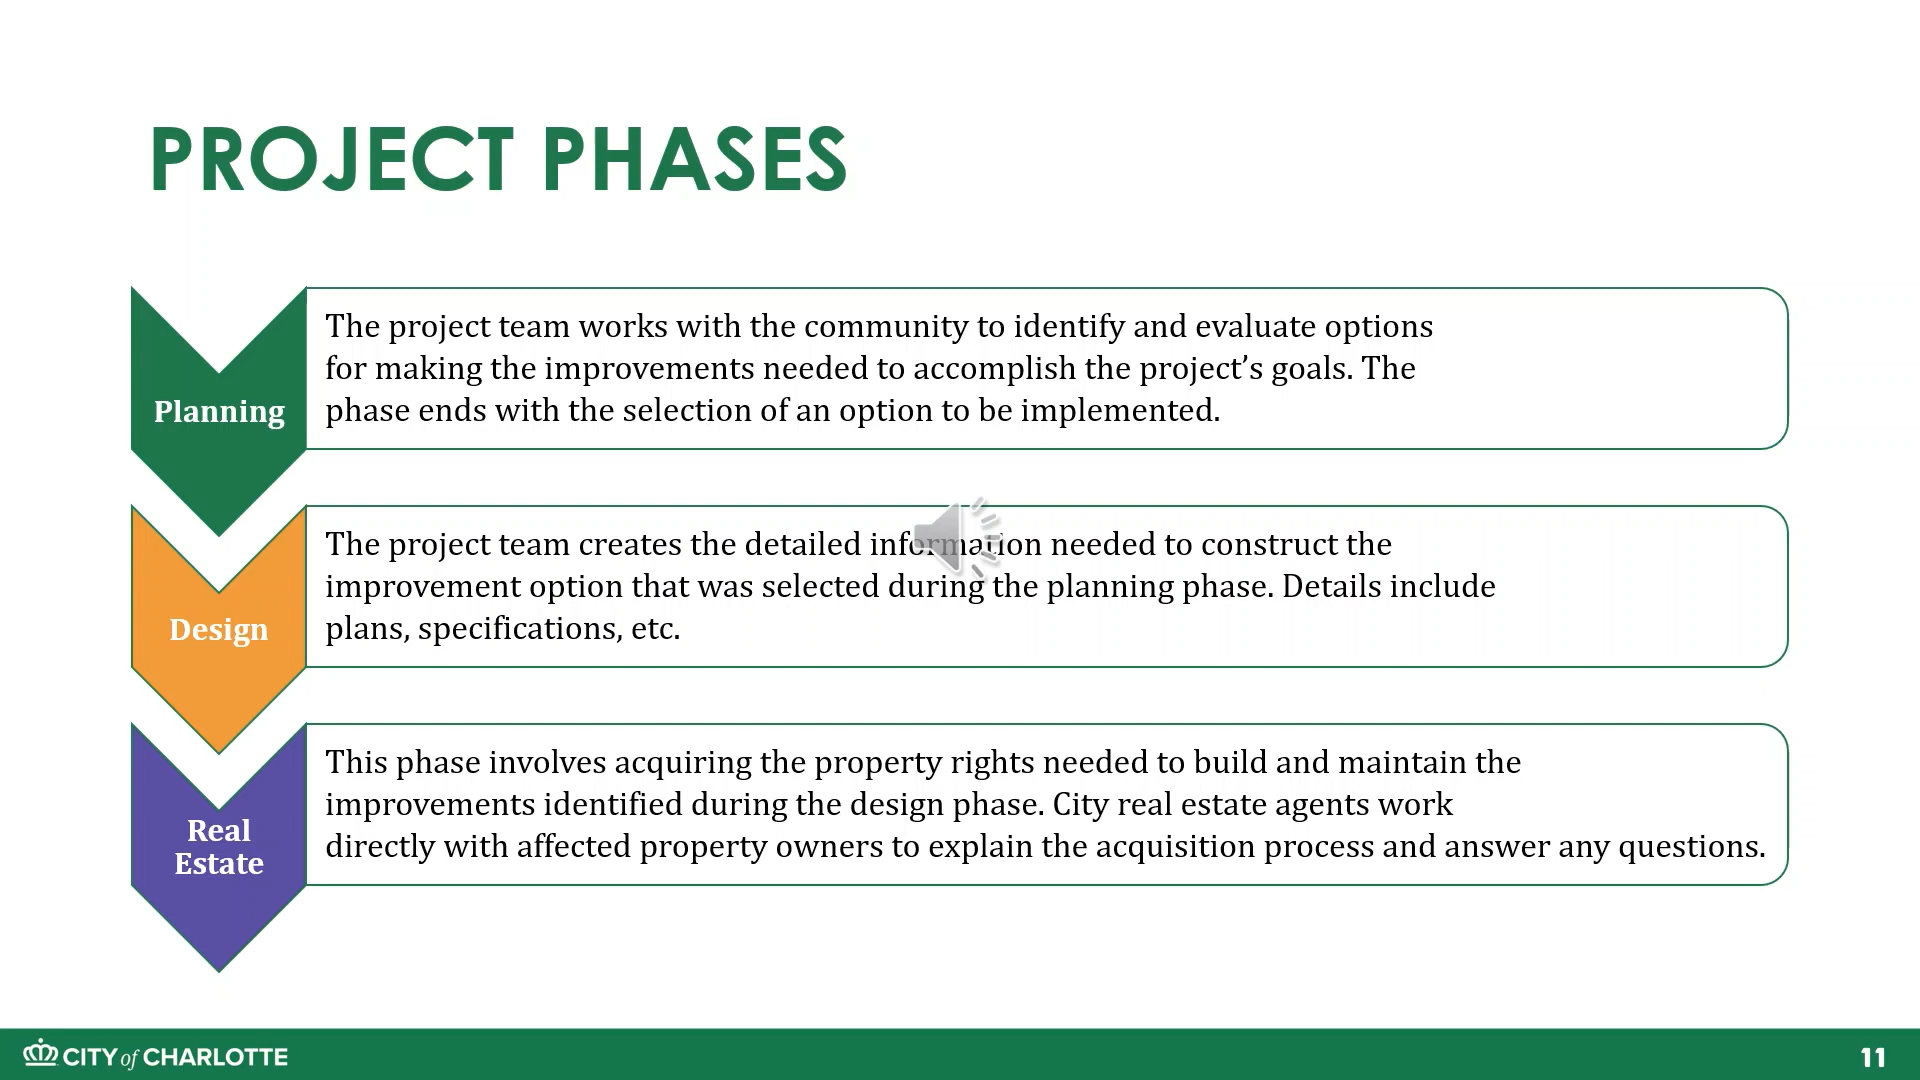 PROJECT PHASES
Planning
The project team works with the community to identify and evaluate options
for making the improvements needed to accomplish the project’s goals. The
phase ends with the selection of an option to be implemented.
Design
The project team creates the detailed information needed to construct the
improvement option that was selected during the planning phase. Details include
plans, specifications, etc.
Real
Estate
This phase involves acquiring the property rights needed to build and maintain the
improvements identified during the design phase. City real estate agents work
directly with affected property owners to explain the acquisition process and answer any questions.
CITY of CHARLOTTE
11